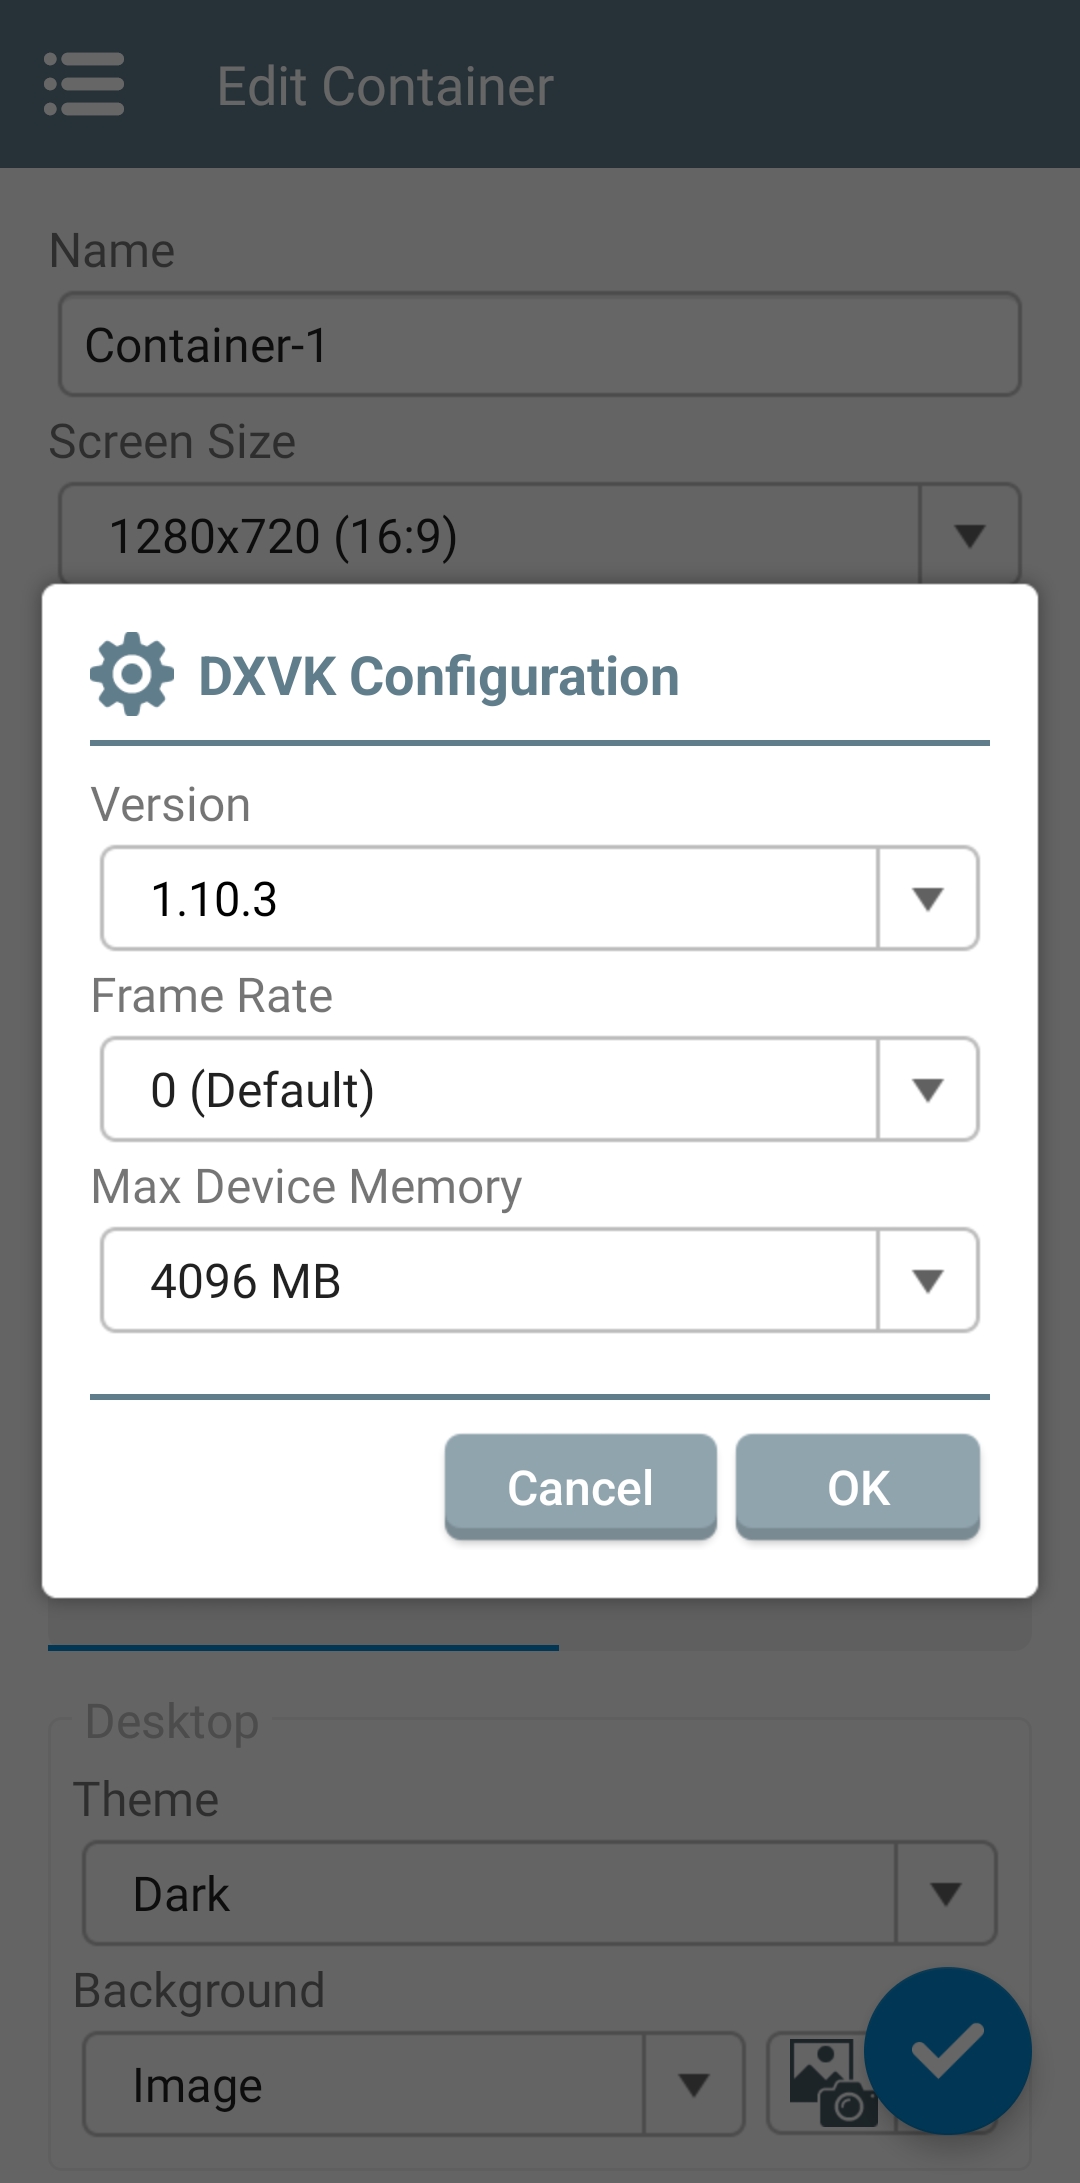 Edit Container
Name
Container-1
Screen Size
1280x720 (16:9)
DXVK Configuration
Version
1.10.3
Frame Rate
0 (Default)
Max Device Memory
4096 MB
Cancel
OK
Desktop
Theme
Dark
Background
Image